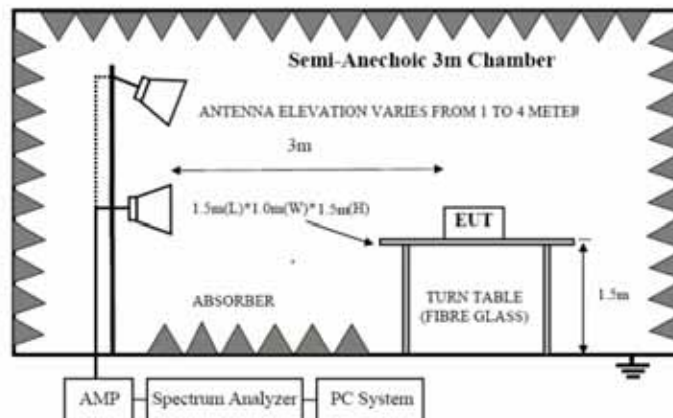 Semi-Anechoic 3m Chamber
ANTENNA ELEVATION VARIES FROM 1 TO 4 METER
3m
1.5m(L)*1.0m(W)*1.5m(H)
EUT
ABSORBER
TURN TABLE
(FIBRE GLASS)
1.5m
AMP
Spectrum Analyzer
PC System